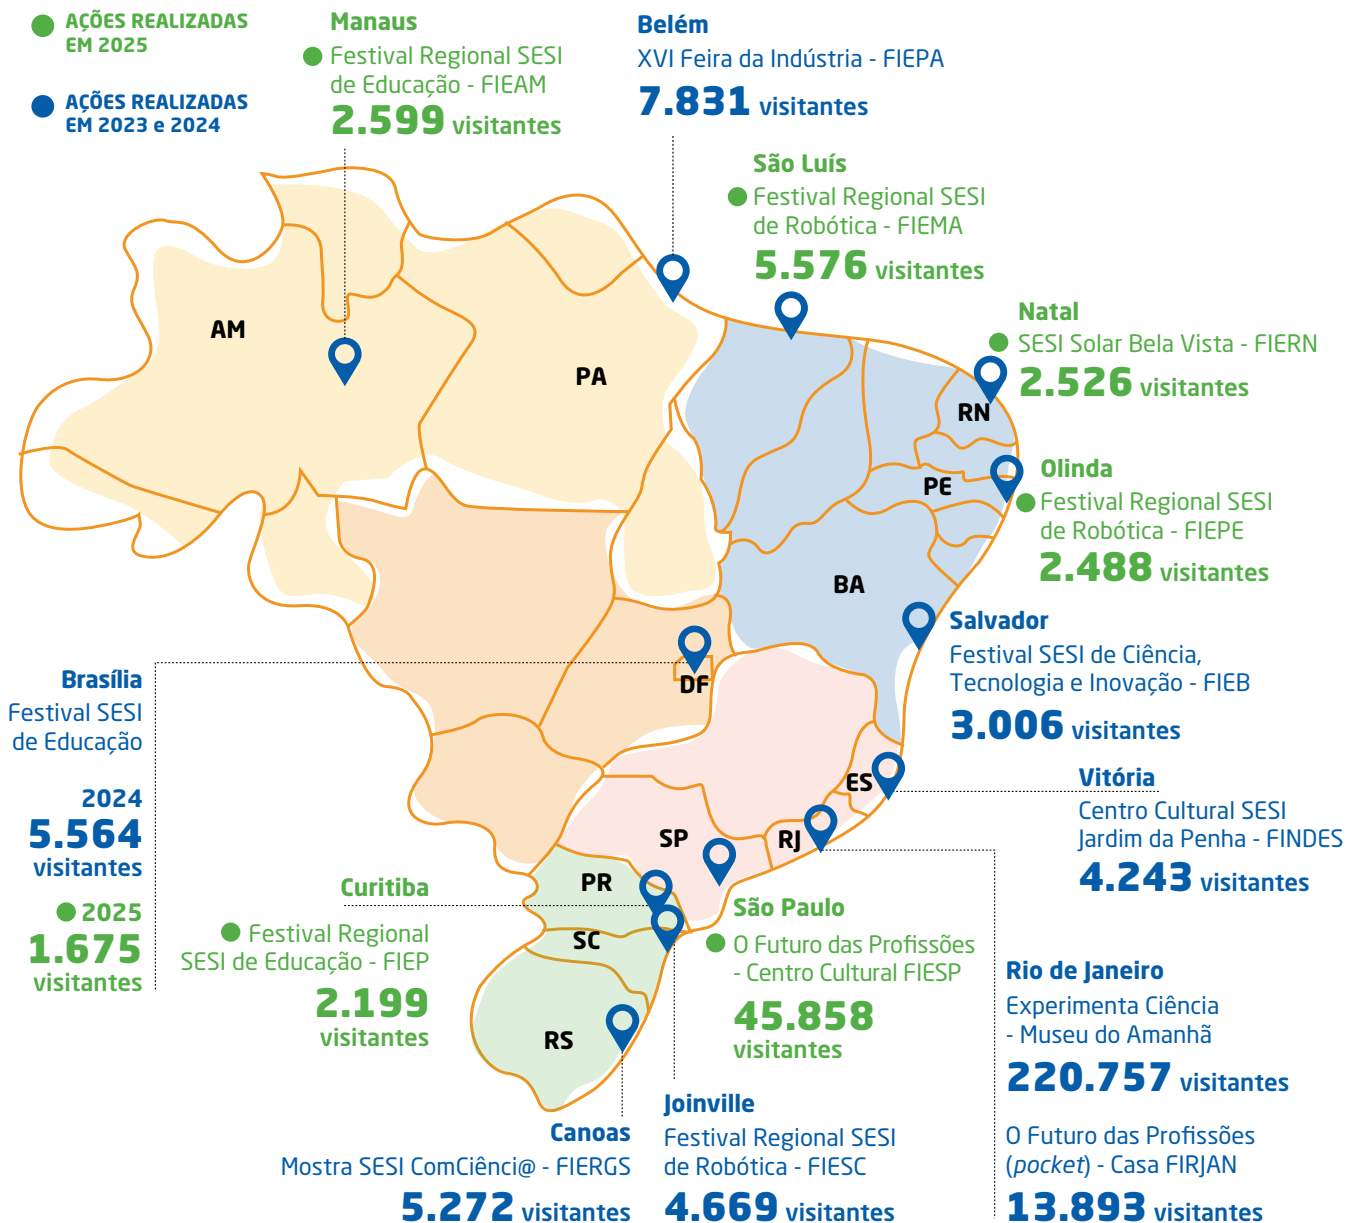 AÇÕES REALIZADAS
EM 2025
AÇÕES REALIZADAS
EM 2023 e 2024
Manaus
Festival Regional SESI
de Educação - FIEAM
2.599 visitantes
Belém
XVI Feira da Indústria - FIEPA
7.831 visitantes
São Luís
Festival Regional SESI
de Robótica - FIEMA
5.576 visitantes
Natal
SESI Solar Bela Vista - FIERN
2.526 visitantes
Olinda
Festival Regional SESI
de Robótica - FIEPE
2.488 visitantes
Salvador
Festival SESI de Ciência,
Tecnologia e Inovação - FIEB
3.006 visitantes
Vitória
Centro Cultural SESI
Jardim da Penha - FINDES
4.243 visitantes
AM
PA
RN
PE
BA
DF
ES
SP
RJ
PR
SC
RS
Brasília
Festival SESI
de Educação
2024
5.564
visitantes
2025
1.675
visitantes
Curitiba
Festival Regional
SESI de Educação - FIEP
2.199
visitantes
São Paulo
O Futuro das Profissões
- Centro Cultural FIESP
45.858
visitantes
Rio de Janeiro
Experimenta Ciência
- Museu do Amanhã
220.757 visitantes
O Futuro das Profissões
(pocket) - Casa FIRJAN
13.893 visitantes
Canoas
Mostra SESI ComCiênci@ - FIERGS
5.272 visitantes
Joinville
Festival Regional SESI
de Robótica - FIESC
4.669 visitantes